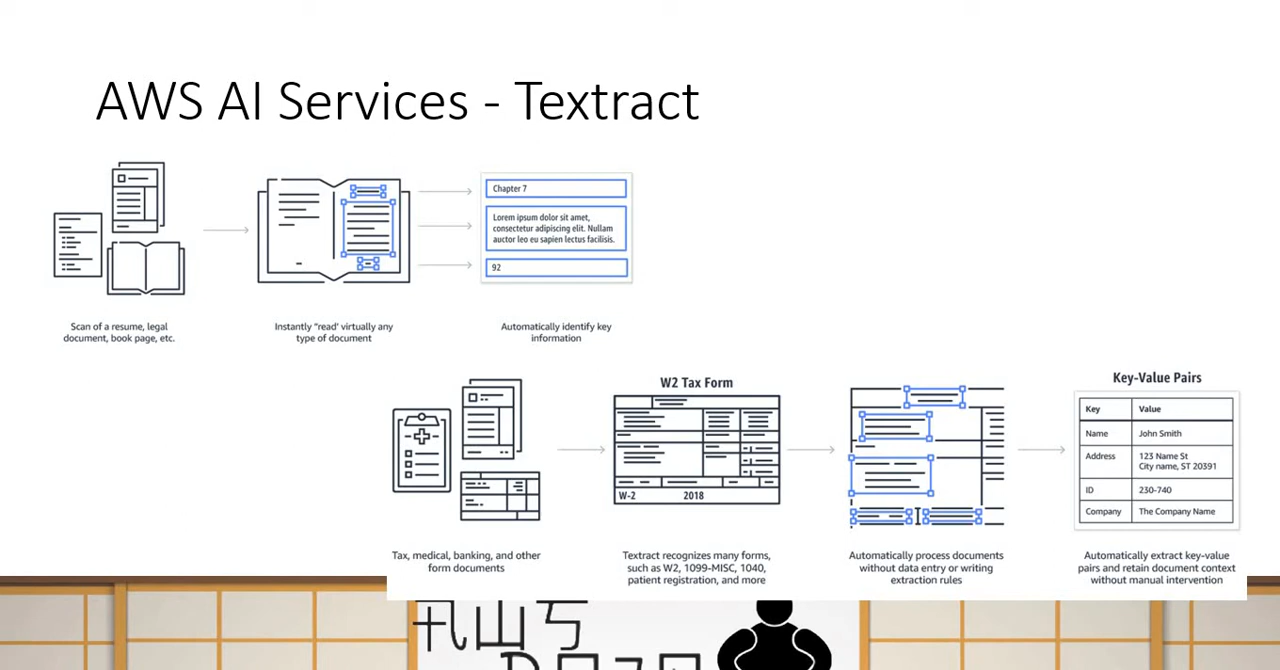 AWS AI Services - Textract
Chapter 7
Lorem ipsum dolor sit amet,
consectetur adipiscing elit. Nullam
auctor leo eu sapien lectus facilisis.
92
Scan of a resume, legal
document, book page, etc.
Instantly "read' virtually any
type of document
Automatically identify key
information
W2 Tax Form
W-2 2018
Key-Value Pairs
Key Value
Name John Smith
Address 123 Name St
City name, ST 20391
ID 230-740
Company The Company Name
Tax, medical, banking, and other
form documents
Textract recognizes many forms,
such as W2, 1099-MISC, 1040,
patient registration, and more
Automatically process documents
without data entry or writing
extraction rules
Automatically extract key-value
pairs and retain document context
without manual intervention